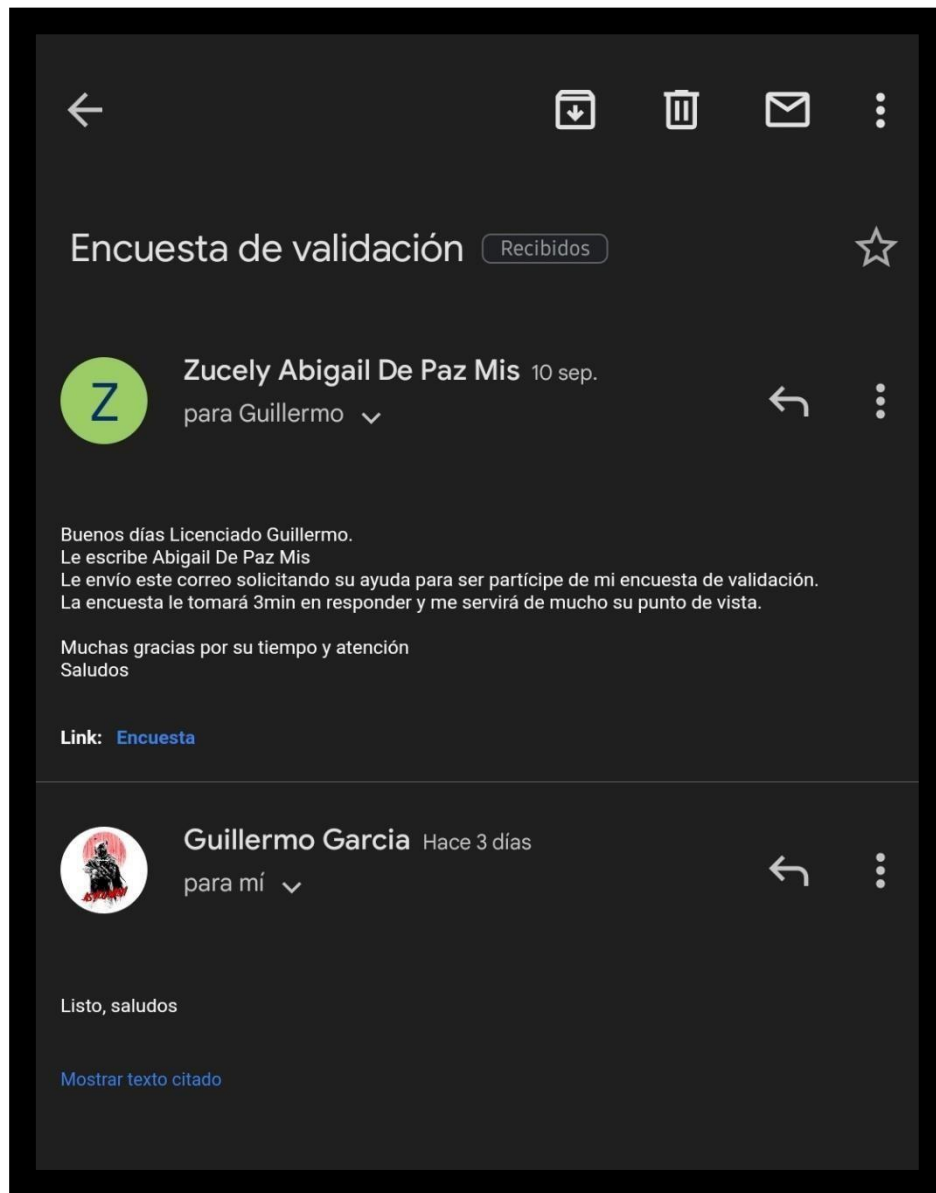 Encuesta de validación Recibidos
Z
Zucely Abigail De Paz Mis 10 sep.
para Guillermo
Buenos días Licenciado Guillermo.
Le escribe Abigail De Paz Mis
Le envío este correo solicitando su ayuda para ser partícipe de mi encuesta de validación.
La encuesta le tomará 3min en responder y me servirá de mucho su punto de vista.
Muchas gracias por su tiempo y atención
Saludos
Link: Encuesta
Guillermo Garcia Hace 3 días
para mí
Listo, saludos
Mostrar texto citado